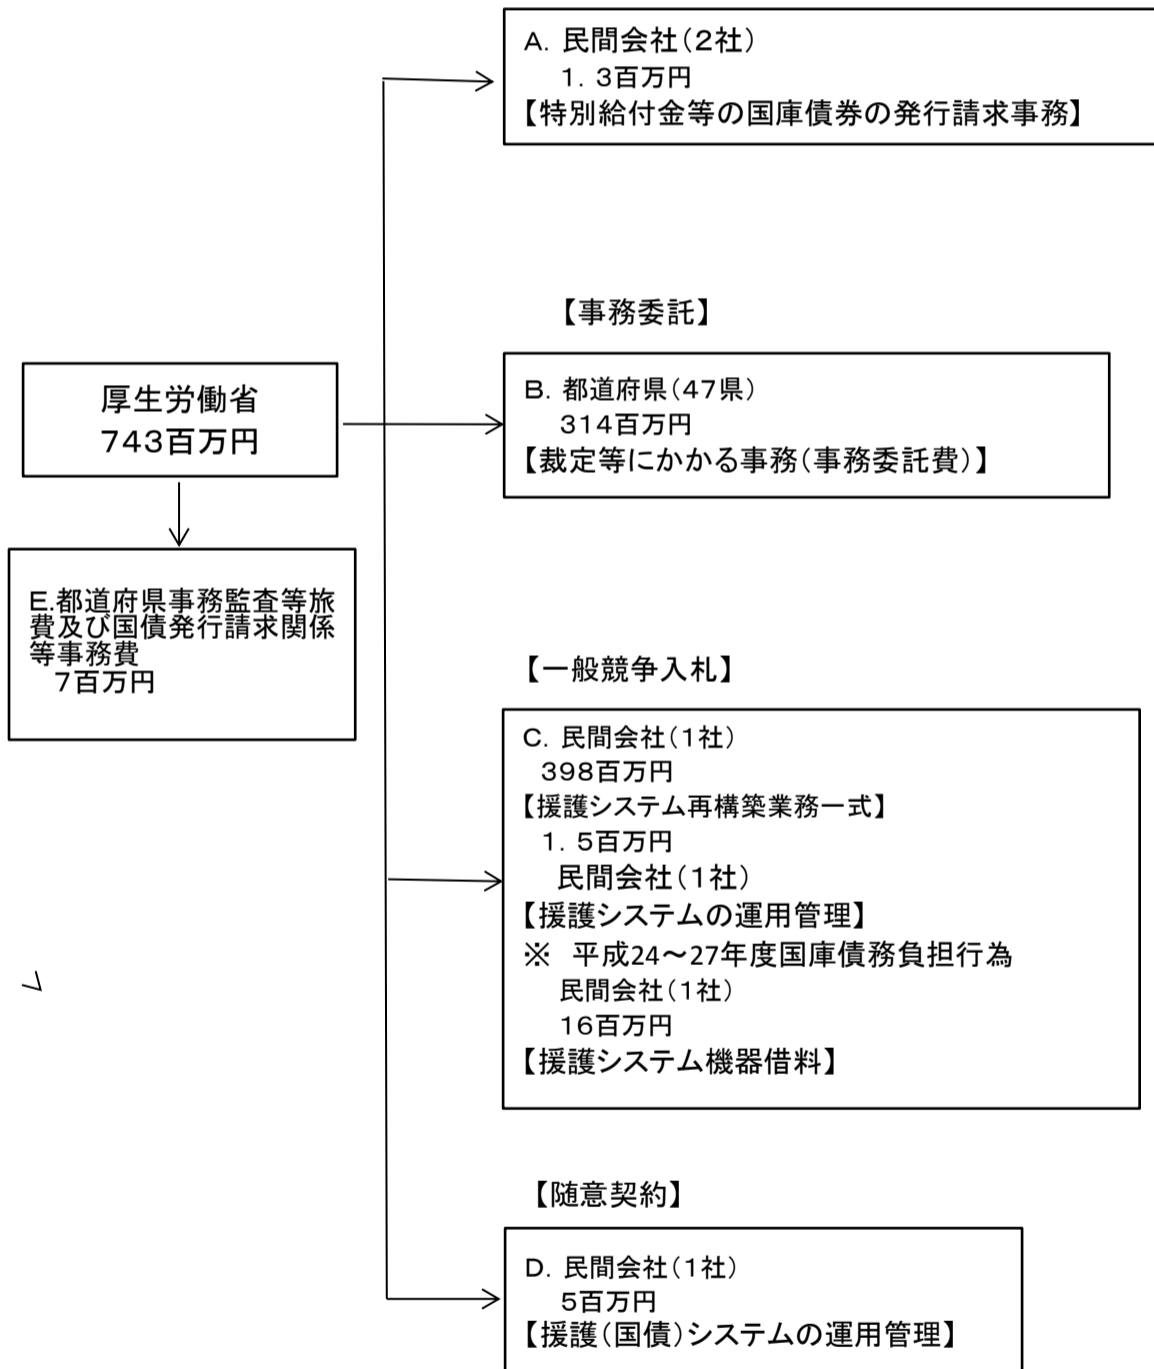 A. 民間会社(2社)
1. 3百万円
【特別給付金等の国庫債券の発行請求事務】
【事務委託】
厚生労働省
743百万円
B. 都道府県(47県)
314百万円
【裁定等にかかる事務(事務委託費)】
E.都道府県事務監査等旅
費及び国債発行請求関係
等事務費
7百万円
【一般競争入札】
C. 民間会社(1社)
398百万円
【援護システム再構築業務一式】
1. 5百万円
民間会社(1社)
【援護システムの運用管理】
※ 平成24～27年度国庫債務負担行為
民間会社(1社)
16百万円
【援護システム機器借料】
【随意契約】
D. 民間会社(1社)
5百万円
【援護(国債)システムの運用管理】